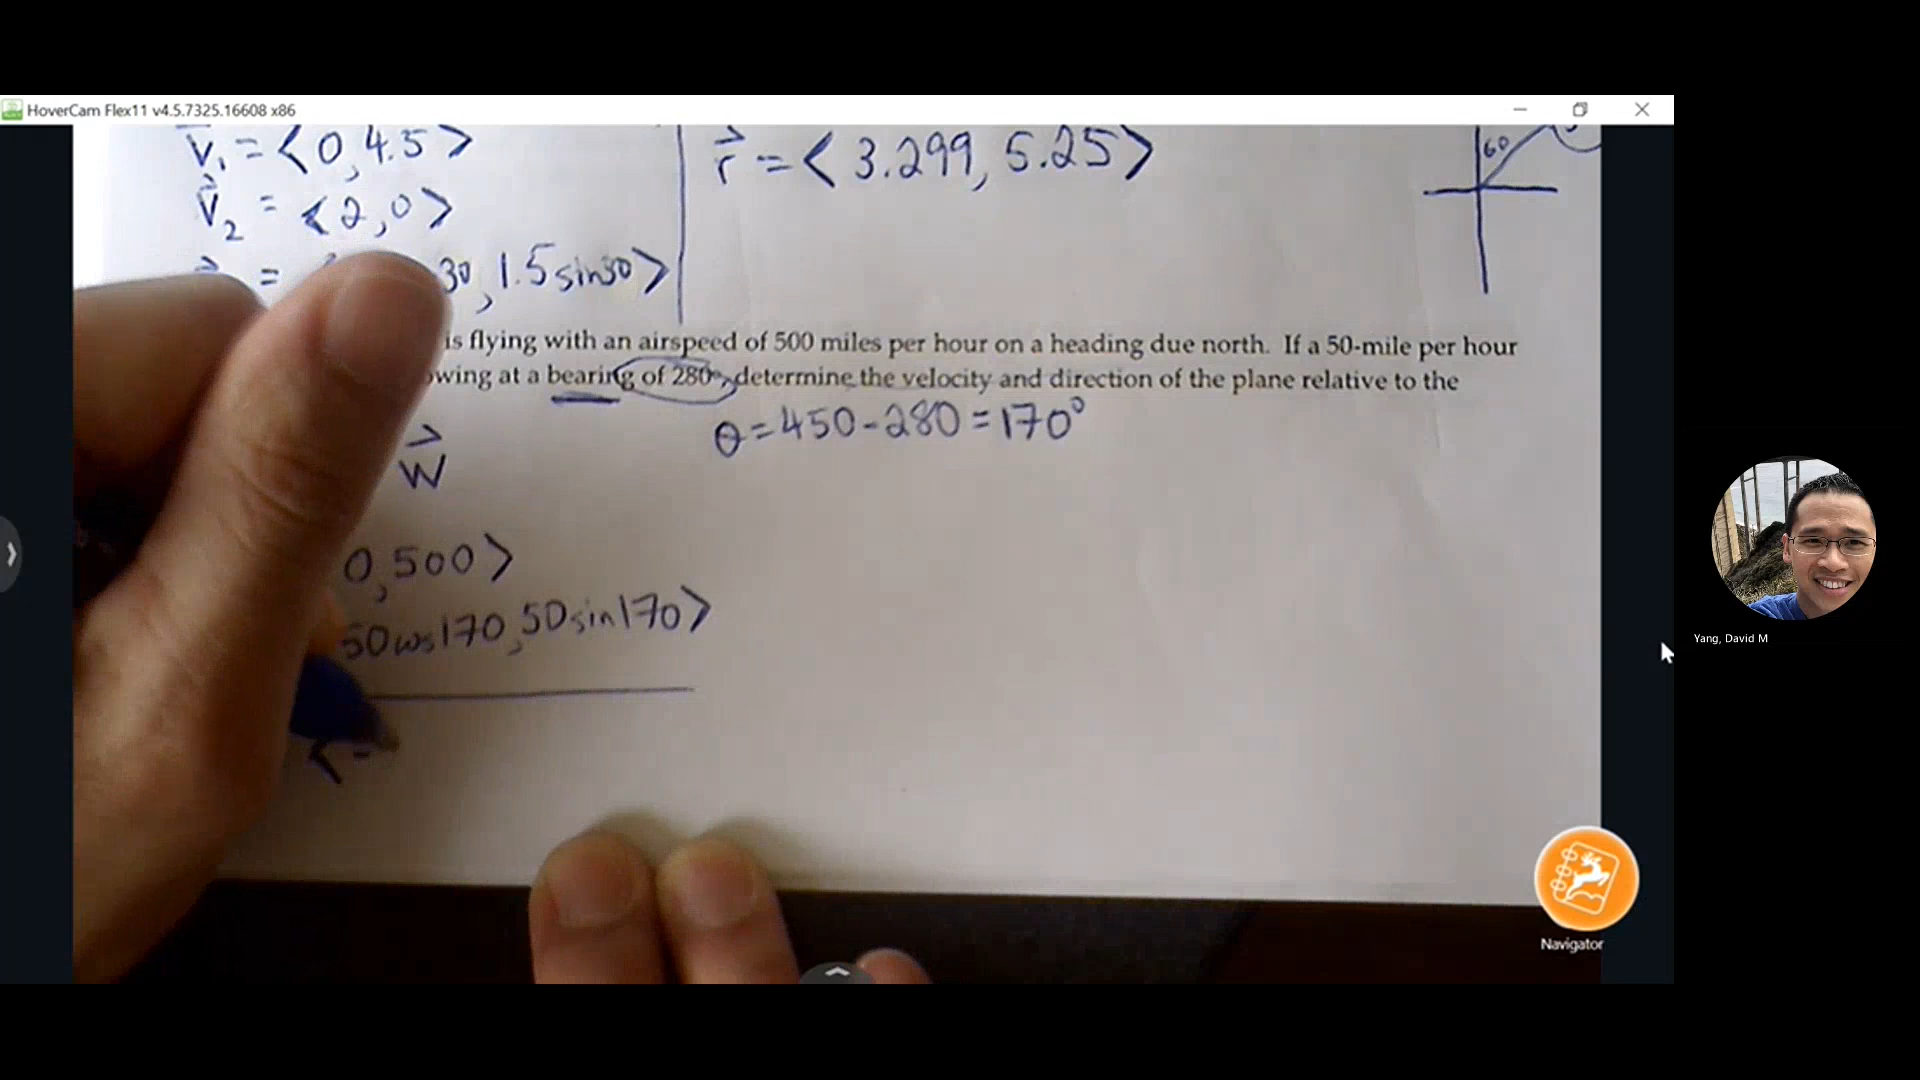 HoverCam Flex11 v4.5.7325.16608 x86
v₁ = <0, 4.5>
r = <3.299, 5.25>
60
v₂ = <2, 0>
= 30, 1.5 sin30>
is flying with an airspeed of 500 miles per hour on a heading due north. If a 50-mile per hour
owing at a bearing of 280°, determine the velocity and direction of the plane relative to the
θ = 450 - 280 = 170°
W
0, 500>
50cos170, 50sin170>
r =
Yang, David M
Navigator